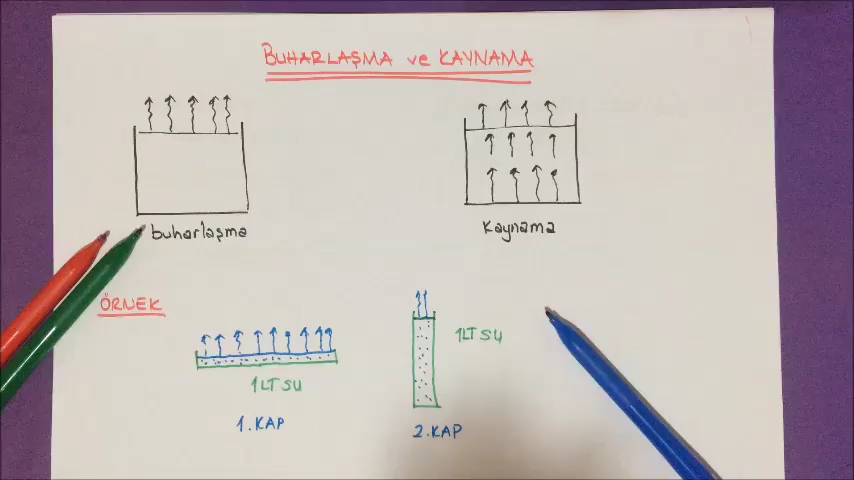 BUHARLAŞMA ve KAYNAMA
buharlaşma
kaynama
ÖRNEK
1LT SU
1LT SU
1. KAP
2. KAP